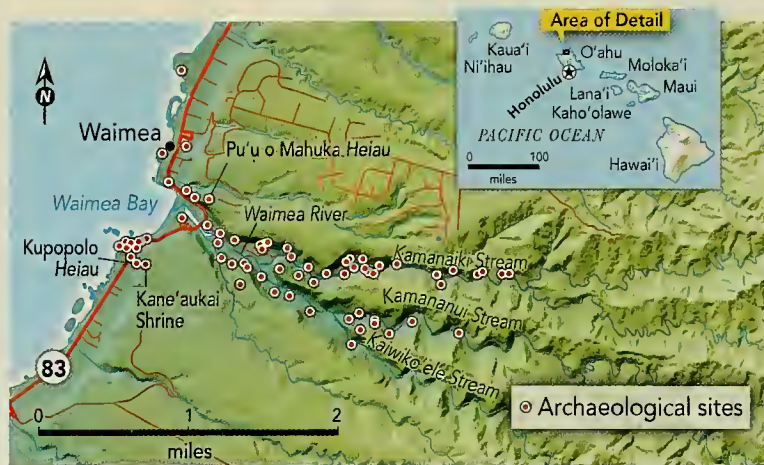 Area of Detail
Kaua'i
O'ahu
Ni'ihau
Moloka'i
Honolulu
Lana'i
Maui
Kaho'olawe
PACIFIC OCEAN
0 100
miles
Hawai'i
N
Waimea
Pu'u o Mahuka Heiau
Waimea Bay
Waimea River
Kupopolo
Heiau
Kamanaiki Stream
Kane'aukai
Shrine
Kamananui Stream
Kaiwiko'ele Stream
83
Archaeological sites
0 1 2
miles